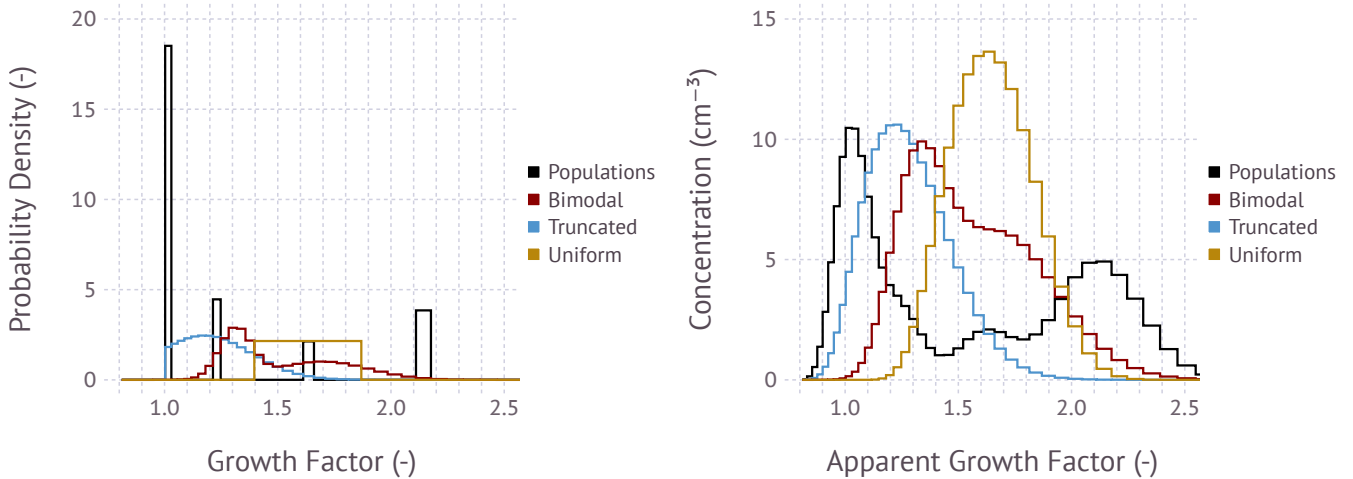 Probability Density (-)
20
15
10
5
0
1.0 1.5 2.0 2.5
Growth Factor (-)
Populations
Bimodal
Truncated
Uniform
Concentration (cm⁻³)
15
10
5
0
1.0 1.5 2.0 2.5
Apparent Growth Factor (-)
Populations
Bimodal
Truncated
Uniform